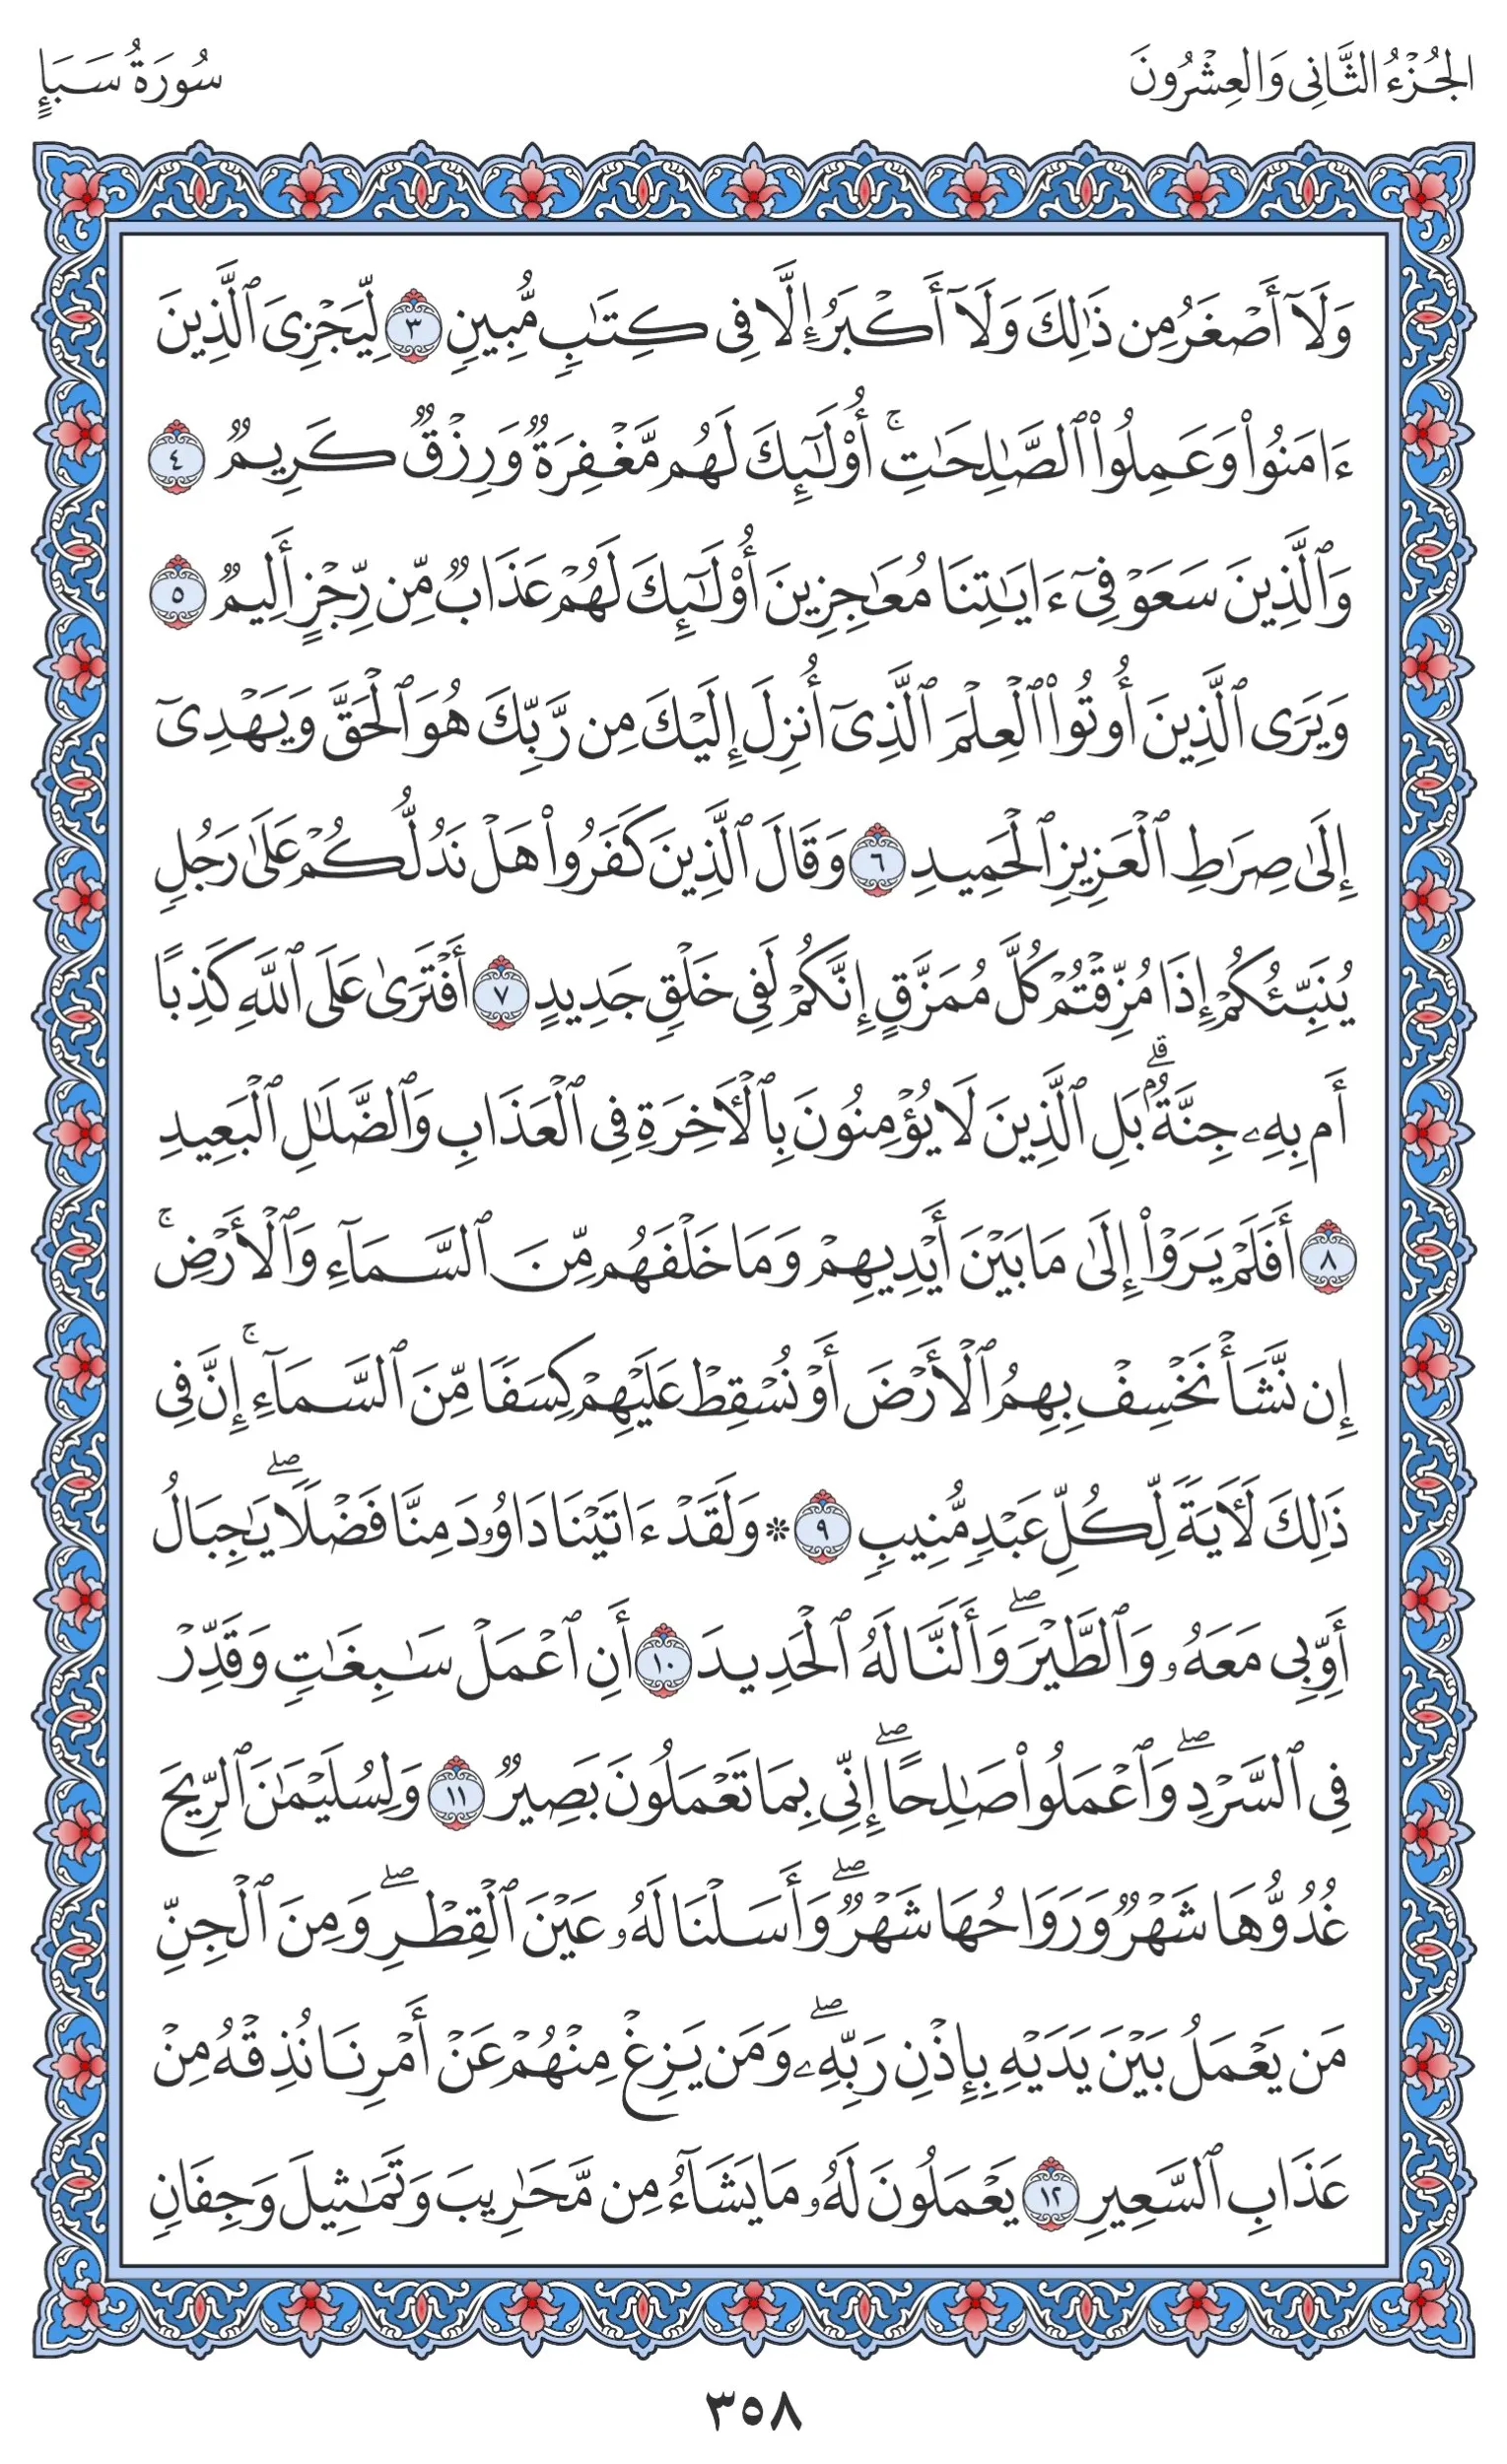 الجُزْءُ الثَّانِى وَالعِشْرُونَ
سُورَةُ سَبَإٍ
وَلَآ أَصْغَرُ مِن ذَٰلِكَ وَلَآ أَكْبَرُ إِلَّا فِى كِتَٰبٍ مُّبِينٍ ٣ لِّيَجْزِىَ ٱلَّذِينَ
ءَامَنُوا۟ وَعَمِلُوا۟ ٱلصَّٰلِحَٰتِ ۚ أُو۟لَٰٓئِكَ لَهُم مَّغْفِرَةٌ وَرِزْقٌ كَرِيمٌ ٤
وَٱلَّذِينَ سَعَوْ فِىٓ ءَايَٰتِنَا مُعَٰجِزِينَ أُو۟لَٰٓئِكَ لَهُمْ عَذَابٌ مِّن رِّجْزٍ أَلِيمٌ ٥
وَيَرَى ٱلَّذِينَ أُوتُوا۟ ٱلْعِلْمَ ٱلَّذِىٓ أُنزِلَ إِلَيْكَ مِن رَّبِّكَ هُوَ ٱلْحَقَّ وَيَهْدِىٓ
إِلَىٰ صِرَٰطِ ٱلْعَزِيزِ ٱلْحَمِيدِ ٦ وَقَالَ ٱلَّذِينَ كَفَرُوا۟ هَلْ نَدُلُّكُمْ عَلَىٰ رَجُلٍ
يُنَبِّئُكُمْ إِذَا مُزِّقْتُمْ كُلَّ مُمَزَّقٍ إِنَّكُمْ لَفِى خَلْقٍ جَدِيدٍ ٧ أَفْتَرَىٰ عَلَى ٱللَّهِ كَذِبًا
أَم بِهِۦ جِنَّةٌۢ ۗ بَلِ ٱلَّذِينَ لَا يُؤْمِنُونَ بِٱلْءَاخِرَةِ فِى ٱلْعَذَابِ وَٱلضَّلَٰلِ ٱلْبَعِيدِ
٨ أَفَلَمْ يَرَوْا۟ إِلَىٰ مَا بَيْنَ أَيْدِيهِمْ وَمَا خَلْفَهُم مِّنَ ٱلسَّمَآءِ وَٱلْأَرْضِ ۚ
إِن نَّشَأْ نَخْسِفْ بِهِمُ ٱلْأَرْضَ أَوْ نُسْقِطْ عَلَيْهِمْ كِسَفًا مِّنَ ٱلسَّمَآءِ ۚ إِنَّ فِى
ذَٰلِكَ لَءَايَةً لِّكُلِّ عَبْدٍ مُّنِيبٍ ٩ ۞ وَلَقَدْ ءَاتَيْنَا دَاوُۥدَ مِنَّا فَضْلًا ۖ يَٰجِبَالُ
أَوِّبِى مَعَهُۥ وَٱلطَّيْرَ ۖ وَأَلَنَّا لَهُ ٱلْحَدِيدَ ١٠ أَنِ ٱعْمَلْ سَٰبِغَٰتٍ وَقَدِّرْ
فِى ٱلسَّرْدِ ۖ وَٱعْمَلُوا۟ صَٰلِحًا ۖ إِنِّى بِمَا تَعْمَلُونَ بَصِيرٌ ١١ وَلِسُلَيْمَٰنَ ٱلرِّيحَ
غُدُوُّهَا شَهْرٌ وَرَوَاحُهَا شَهْرٌ ۖ وَأَسَلْنَا لَهُۥ عَيْنَ ٱلْقِطْرِ ۖ وَمِنَ ٱلْجِنِّ
مَن يَعْمَلُ بَيْنَ يَدَيْهِ بِإِذْنِ رَبِّهِۦ ۖ وَمَن يَزِغْ مِنْهُمْ عَنْ أَمْرِنَا نُذِقْهُ مِنْ
عَذَابِ ٱلسَّعِيرِ ١٢ يَعْمَلُونَ لَهُۥ مَا يَشَآءُ مِن مَّحَٰرِيبَ وَتَمَٰثِيلَ وَجِفَانٍ
٣٥٨